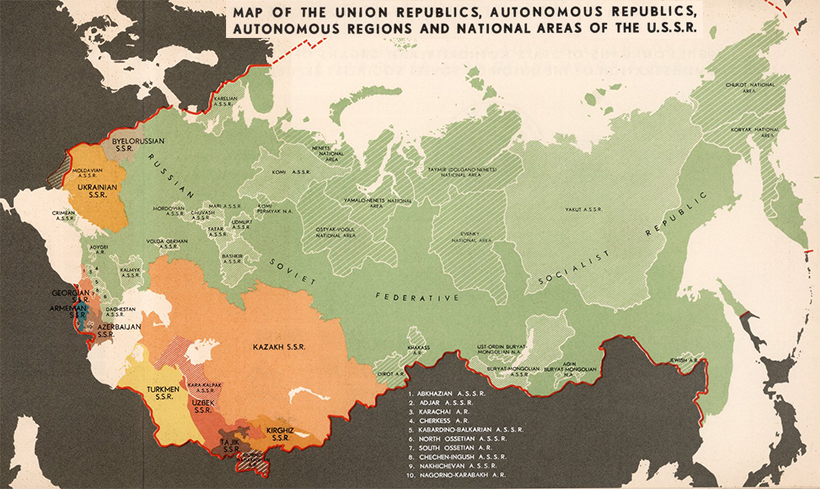 MAP OF THE UNION REPUBLICS, AUTONOMOUS REPUBLICS,
AUTONOMOUS REGIONS AND NATIONAL AREAS OF THE U.S.S.R.
CHUKOT NATIONAL
AREA
KARELIAN
A.S.S.R.
KORYAK NATIONAL
AREA
BYELORUSSIAN
S.S.R.
NENETS
NATIONAL
AREA
MOLDAVIAN
A.S.S.R.
KOMI A.S.S.R.
TAYMIR (DOLGANO-NENETS)
NATIONAL AREA
UKRAINIAN
S.S.R.
RUSSIAN
YAMALO-NENETS NATIONAL
AREA
CRIMEAN
A.S.S.R.
MORDOVIAN
A.S.S.R.
MARI A.S.S.R.
CHUVASH
A.S.S.R.
KOMI
PERMYAK N.A.
YAKUT A.S.S.R.
TATAR
A.S.S.R.
UDMURT
A.S.S.R.
OSTYAK-VOGUL
NATIONAL AREA
EVENKI
NATIONAL AREA
ADYGEI
A.R.
VOLGA GERMAN
A.S.S.R.
BASHKIR
A.S.S.R.
KALMYK
A.S.S.R.
SOVIET
FEDERATIVE
SOCIALIST
REPUBLIC
GEORGIAN
S.S.R.
ARMENIAN
S.S.R.
DAGHESTAN
A.S.S.R.
AZERBAIJAN
S.S.R.
KAZAKH S.S.R.
KHAKASS
A.R.
OIROT A.R.
UST-ORDIN BURYAT-
MONGOLIAN N.A.
BURYAT-MONGOLIAN
A.S.S.R.
AGIN
BURYAT-MONGOLIAN
N.A.
JEWISH A.R.
TURKMEN
S.S.R.
KARA-KALPAK
A.S.S.R.
UZBEK
S.S.R.
KIRGHIZ
S.S.R.
TAJIK
S.S.R.
1. ABKHAZIAN A.S.S.R.
2. ADJAR A.S.S.R.
3. KARACHAI A.R.
4. CHERKESS A.R.
5. KABARDINO-BALKARIAN A.S.S.R.
6. NORTH OSSETIAN A.S.S.R.
7. SOUTH OSSETIAN A.R.
8. CHECHEN-INGUSH A.S.S.R.
9. NAKHICHEVAN A.S.S.R.
10. NAGORNO-KARABAKH A.R.